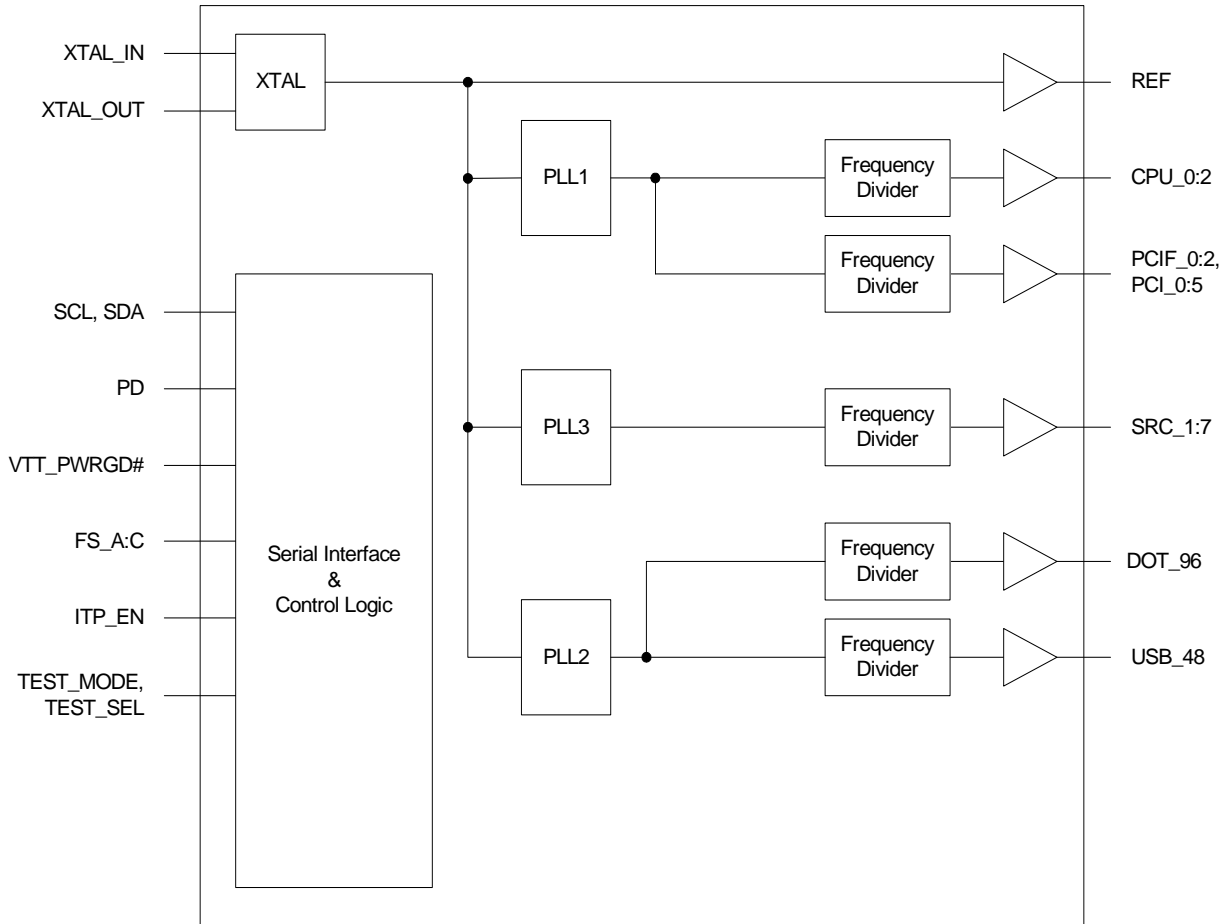 XTAL_IN
XTAL_OUT
XTAL
REF
PLL1
Frequency
Divider
CPU_0:2
Frequency
Divider
PCIF_0:2,
PCI_0:5
SCL, SDA
PD
VTT_PWRGD#
FS_A:C
ITP_EN
TEST_MODE,
TEST_SEL
Serial Interface
&
Control Logic
PLL3
Frequency
Divider
SRC_1:7
Frequency
Divider
DOT_96
PLL2
Frequency
Divider
USB_48